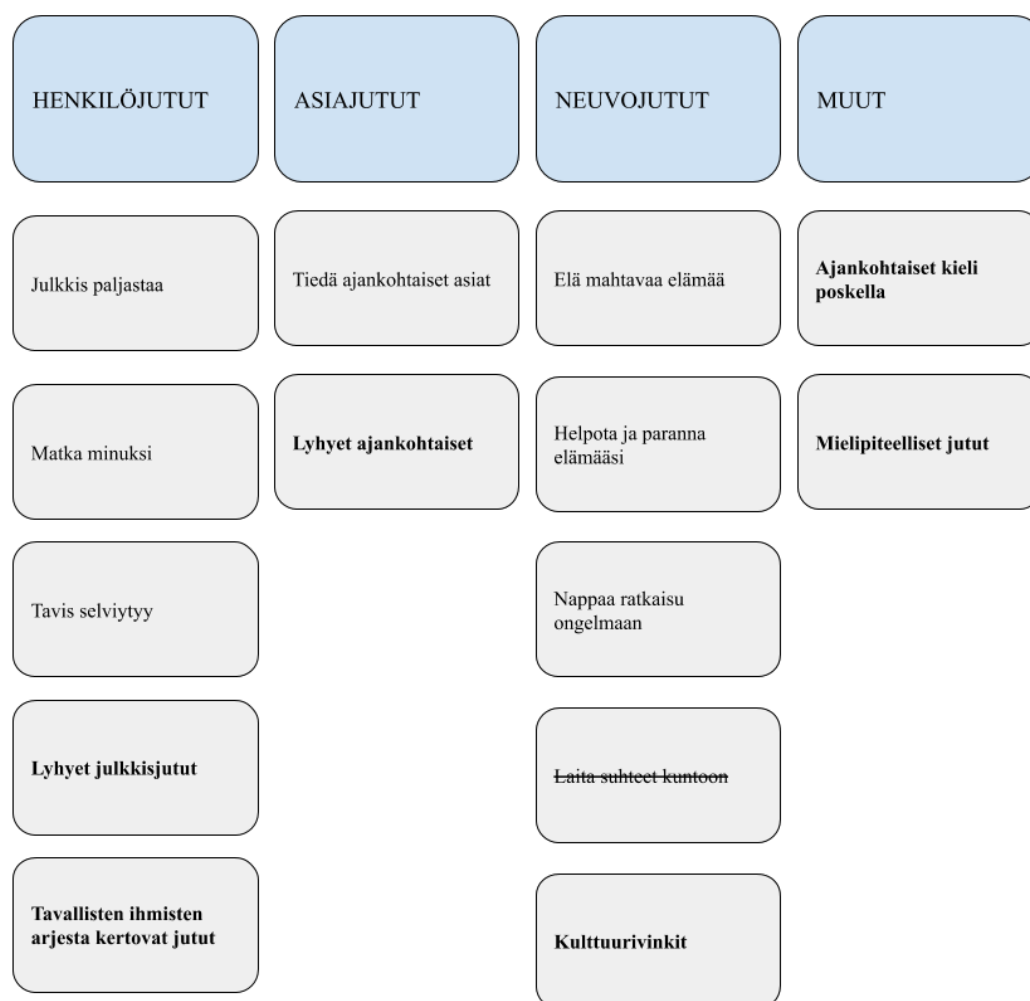 HENKILÖJUTUT
ASIAJUTUT
NEUVOJUTUT
MUUT
Julkkis paljastaa
Tiedä ajankohtaiset asiat
Elä mahtavaa elämää
Ajankohtaiset kieli
poskella
Matka minuksi
Lyhyet ajankohtaiset
Helpota ja paranna
elämääsi
Mielipiteelliset jutut
Tavis selviytyy
Nappaa ratkaisu
ongelmaan
Lyhyet julkkisjutut
Laita suhteet kuntoon
Tavallisten ihmisten
arjesta kertovat jutut
Kulttuurivinkit